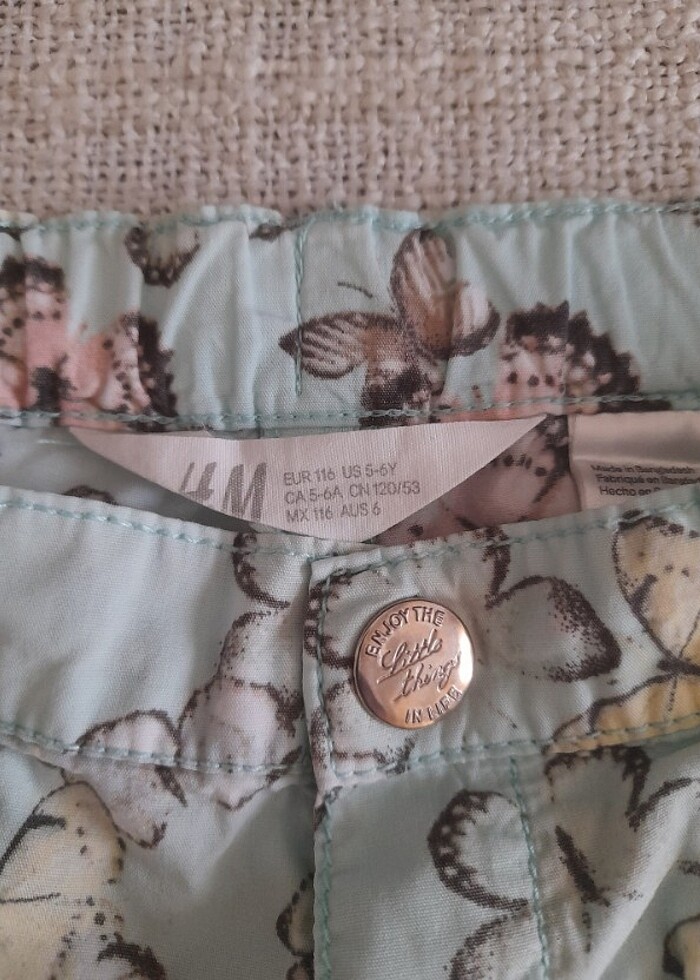 H&M
EUR 116 US 5-6Y
CA 5-6A CN 120/53
MX 116 AUS 6
Made in Bangladesh
Fabriqué en
Hecho en
ENJOY THE
little
things
IN LIFE